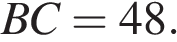 BC = 48.